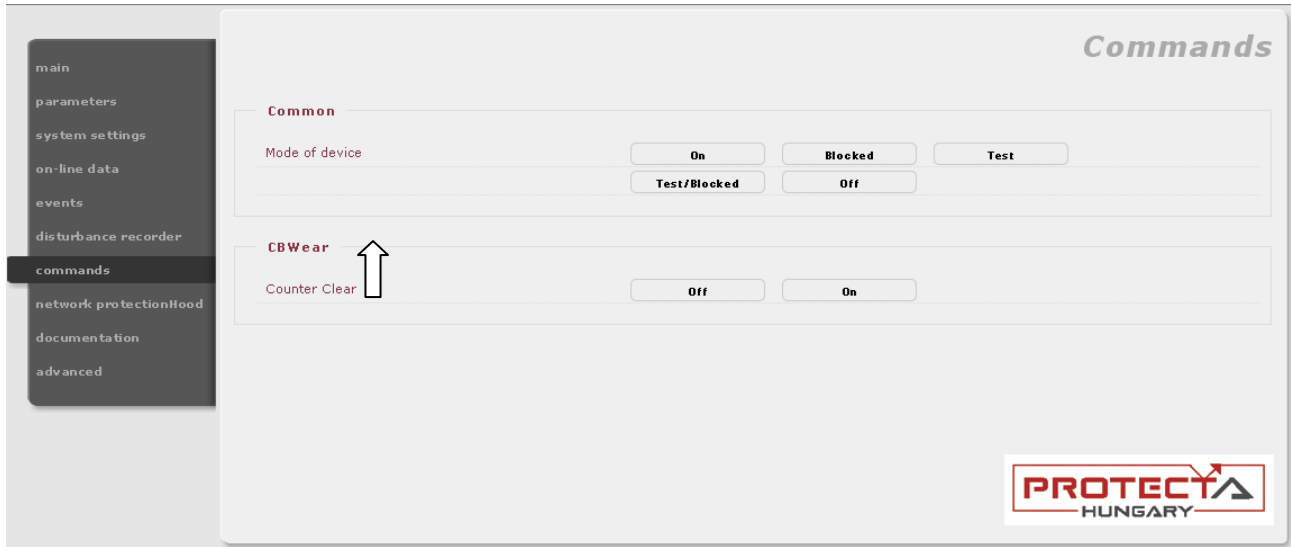 Commands
main
parameters
system settings
on-line data
events
disturbance recorder
commands
network protectionHood
documentation
advanced
Common
Mode of device On Blocked Test
Test/Blocked Off
CBWear
Counter Clear Off On
PROTECTA
HUNGARY